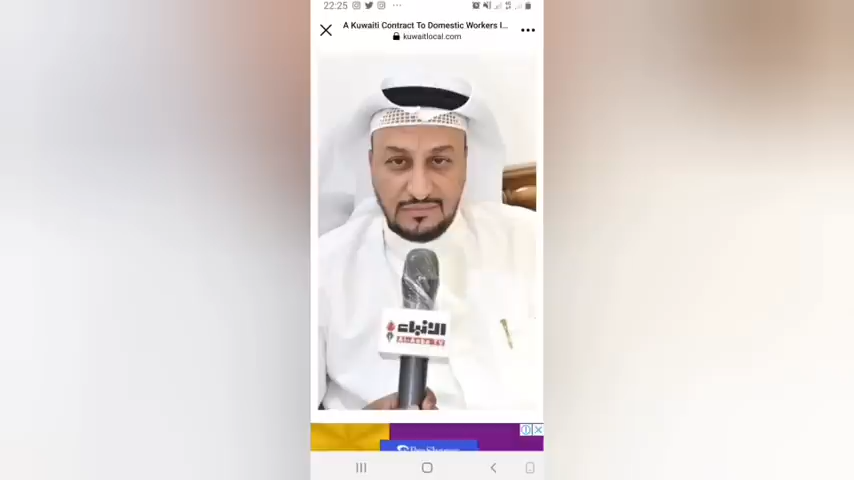 22:25
A Kuwaiti Contract To Domestic Workers I...
kuwaitlocal.com
الأنباء
AL-Anba TV